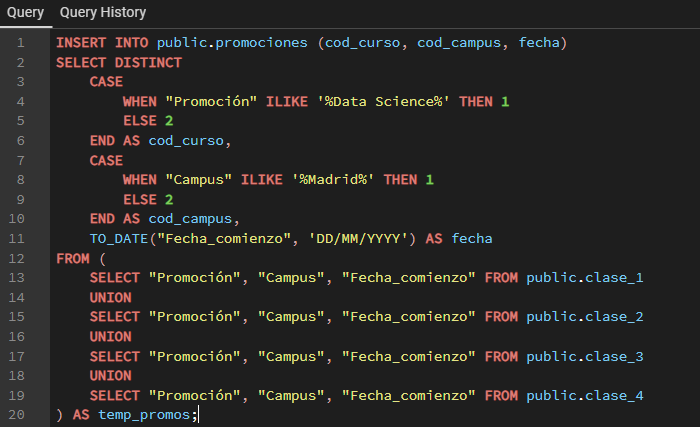 Query Query History
1 INSERT INTO public.promociones (cod_curso, cod_campus, fecha)
2 SELECT DISTINCT
3     CASE
4         WHEN "Promoción" ILIKE '%Data Science%' THEN 1
5         ELSE 2
6     END AS cod_curso,
7     CASE
8         WHEN "Campus" ILIKE '%Madrid%' THEN 1
9         ELSE 2
10     END AS cod_campus,
11     TO_DATE("Fecha_comienzo", 'DD/MM/YYYY') AS fecha
12 FROM (
13     SELECT "Promoción", "Campus", "Fecha_comienzo" FROM public.clase_1
14     UNION
15     SELECT "Promoción", "Campus", "Fecha_comienzo" FROM public.clase_2
16     UNION
17     SELECT "Promoción", "Campus", "Fecha_comienzo" FROM public.clase_3
18     UNION
19     SELECT "Promoción", "Campus", "Fecha_comienzo" FROM public.clase_4
20 ) AS temp_promos;